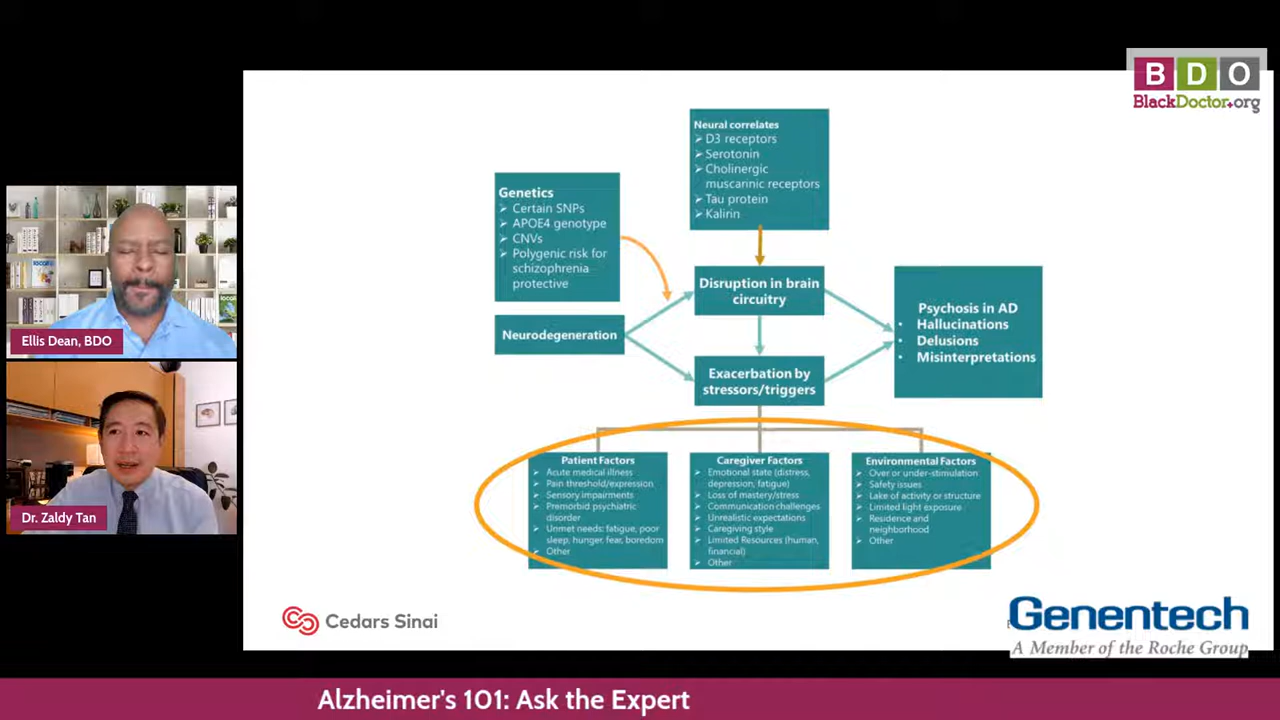 BDO
BlackDoctor.org
Neural correlates
➢ D3 receptors
➢ Serotonin
➢ Cholinergic
muscannic receptors
➢ Tau protein
➢ Kalirin
Genetics
➢ Certain SNPs
➢ APOE4 genotype
➢ CNVs
➢ Polygenic risk for
schizophrenia
protective
Disruption in brain
circuitry
Neurodegeneration
Psychosis in AD
• Hallucinations
• Delusions
• Misinterpretations
Exacerbation by
stressors/triggers
Patient Factors
➢ Acute medical illness
➢ Pain threshold/expression
➢ Sensory impairments
➢ Premorbid psychiatric
disorder
➢ Unmet needs: fatigue, poor
sleep, hunger, fear, boredom
➢ Other
Caregiver Factors
➢ Emotional state (distress,
depression, fatigue)
➢ Loss of mastery/stress
➢ Communication challenges
➢ Unrealistic expectations
➢ Caregiving style
➢ Limited Resources (human,
financial)
➢ Other
Environmental Factors
➢ Over or under-stimulation
➢ Safety issues
➢ Lake of activity or structure
➢ Limited light exposure
➢ Residence and
neighborhood
➢ Other
Ellis Dean, BDO
Dr. Zaldy Tan
Cedars Sinai
Genentech
A Member of the Roche Group
Alzheimer's 101: Ask the Expert